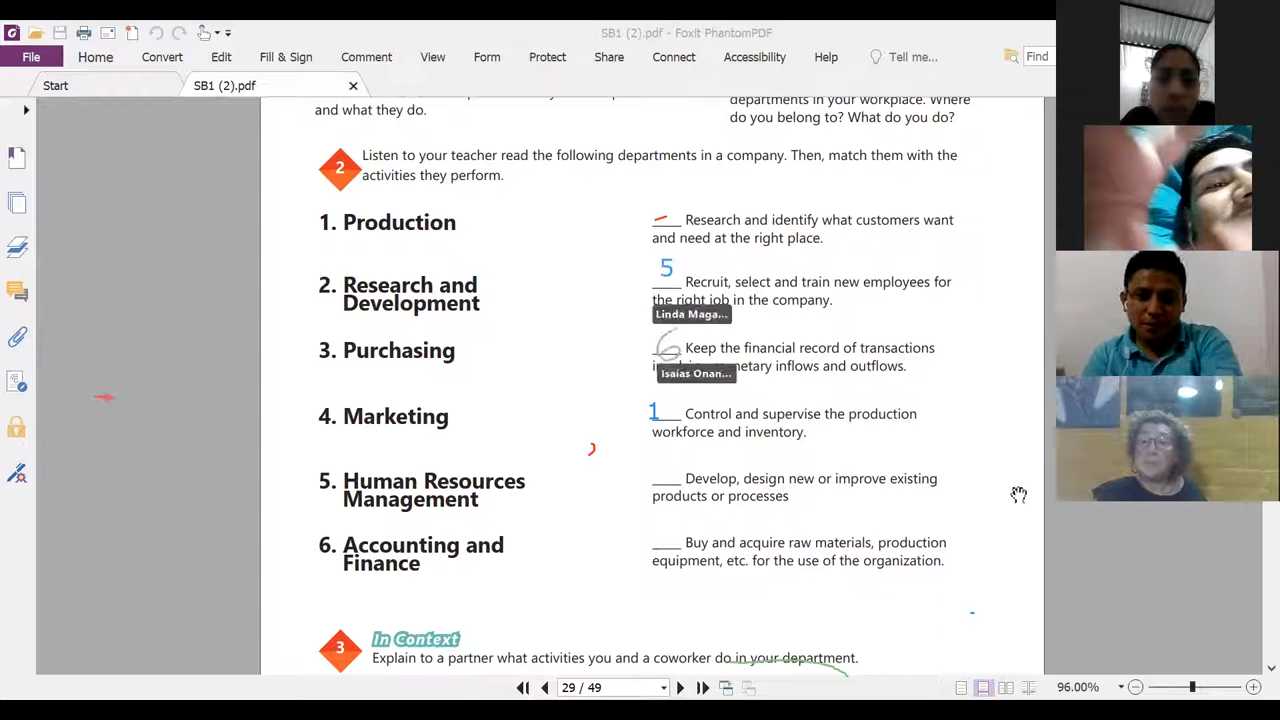 SB1 (2).pdf - Foxit PhantomPDF
File Home Convert Edit Fill & Sign Comment View Form Protect Share Connect Accessibility Help Tell me... Find
Start SB1 (2).pdf
departments in your workplace. Where
and what they do.
do you belong to? What do you do?
2 Listen to your teacher read the following departments in a company. Then, match them with the
activities they perform.
1. Production
____ Research and identify what customers want
and need at the right place.
2. Research and
Development
5
____ Recruit, select and train new employees for
the right job in the company.
Linda Maga...
3. Purchasing
6
____ Keep the financial record of transactions
monetary inflows and outflows.
Isaias Onan...
4. Marketing
1
____ Control and supervise the production
workforce and inventory.
5. Human Resources
Management
____ Develop, design new or improve existing
products or processes
6. Accounting and
Finance
____ Buy and acquire raw materials, production
equipment, etc. for the use of the organization.
3 In Context
Explain to a partner what activities you and a coworker do in your department.
29 / 49
96.00%